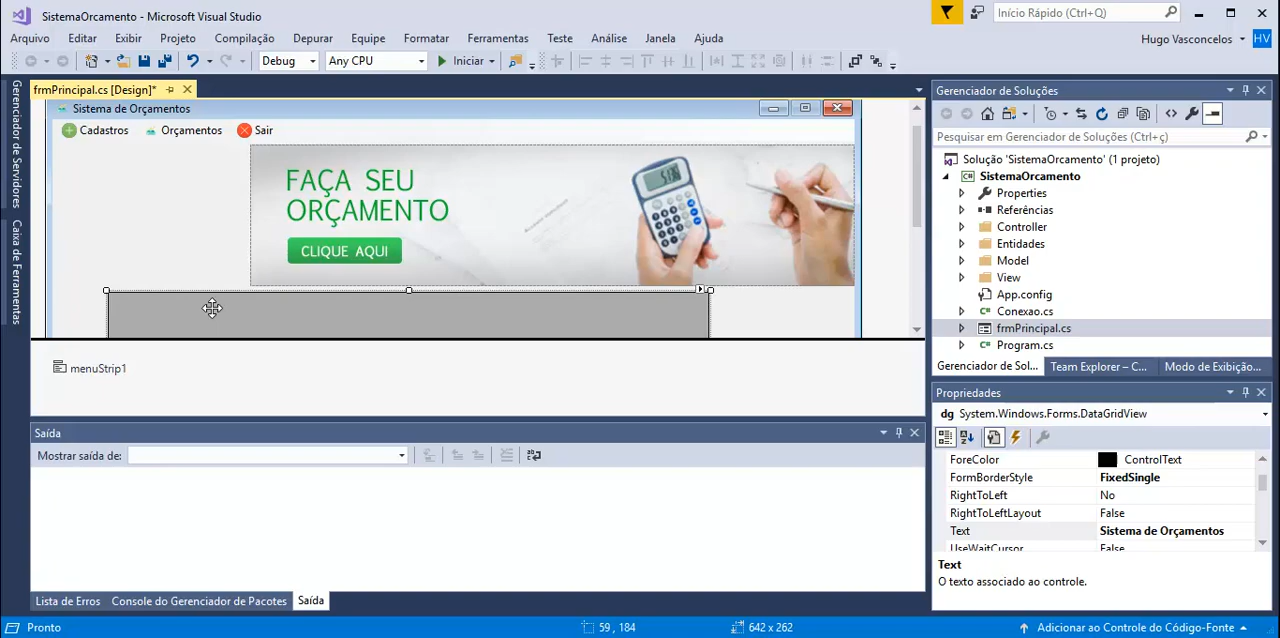 SistemaOrcamento - Microsoft Visual Studio
Início Rápido (Ctrl+Q)
Arquivo Editar Exibir Projeto Compilação Depurar Equipe Formatar Ferramentas Teste Análise Janela Ajuda
Hugo Vasconcelos HV
Debug Any CPU Iniciar
Gerenciador de Servidores
Caixa de Ferramentas
frmPrincipal.cs [Design]*
Sistema de Orçamentos
Cadastros Orçamentos Sair
FAÇA SEU
ORÇAMENTO
CLIQUE AQUI
menuStrip1
Saída
Mostrar saída de:
Lista de Erros Console do Gerenciador de Pacotes Saída
Gerenciador de Soluções
Pesquisar em Gerenciador de Soluções (Ctrl+ç)
Solução 'SistemaOrcamento' (1 projeto)
SistemaOrcamento
Properties
Referências
Controller
Entidades
Model
View
App.config
Conexao.cs
frmPrincipal.cs
Program.cs
Gerenciador de Sol... Team Explorer – C... Modo de Exibição...
Propriedades
dg System.Windows.Forms.DataGridView
ForeColor ControlText
FormBorderStyle FixedSingle
RightToLeft No
RightToLeftLayout False
Text Sistema de Orçamentos
UseWaitCursor False
Text
O texto associado ao controle.
Pronto 59 , 184 642 x 262 Adicionar ao Controle do Código-Fonte